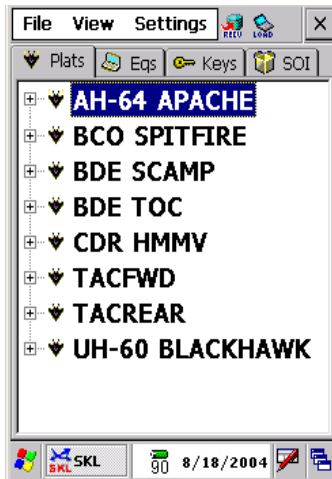 File View Settings RECV LOAD X
Plats Eqs Keys SOI
AH-64 APACHE
BCO SPITFIRE
BDE SCAMP
BDE TOC
CDR HMMV
TACFWD
TACREAR
UH-60 BLACKHAWK
SKL SKL 90 8/18/2004